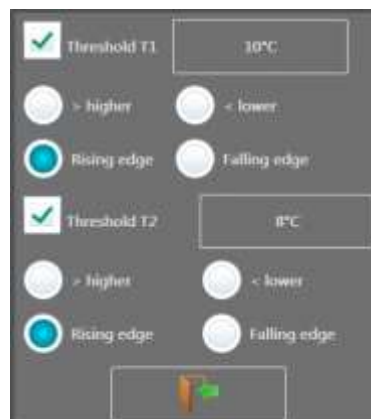 Threshold T1 10°C
> higher < lower
Rising edge Falling edge
Threshold T2 8°C
> higher < lower
Rising edge Falling edge